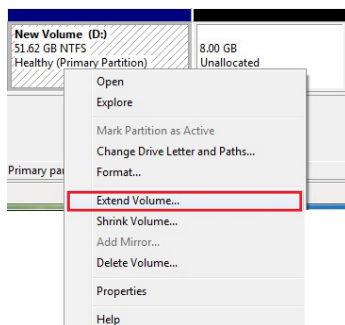 New Volume (D:)
51.62 GB NTFS
Healthy (Primary Partition)
8.00 GB
Unallocated
Open
Explore
Mark Partition as Active
Change Drive Letter and Paths...
Format...
Primary par
Extend Volume...
Shrink Volume...
Add Mirror...
Delete Volume...
Properties
Help